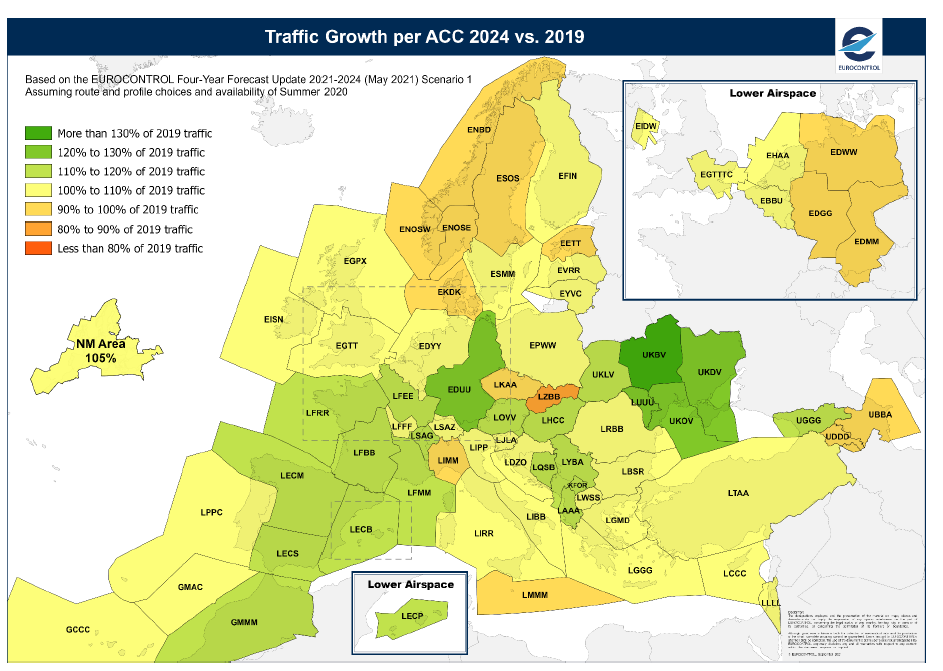 Traffic Growth per ACC 2024 vs. 2019
EUROCONTROL
Based on the EUROCONTROL Four-Year Forecast Update 2021-2024 (May 2021) Scenario 1
Assuming route and profile choices and availability of Summer 2020
More than 130% of 2019 traffic
120% to 130% of 2019 traffic
110% to 120% of 2019 traffic
100% to 110% of 2019 traffic
90% to 100% of 2019 traffic
80% to 90% of 2019 traffic
Less than 80% of 2019 traffic
Lower Airspace
EIDW
EHAA
EDWW
EGTTTC
EBBU
EDGG
EDMM
NM Area
105%
ENBD
ESOS
EFIN
ENOSW
ENOSE
EETT
EGPX
ESMM
EVRR
EKDK
EYVC
EISN
EGTT
EDYY
EPWW
UKBV
UKLV
UKDV
EDUU
LKAA
LZBB
LFEE
LUUU
LFRR
LOVV
LHCC
UKOV
UGGG
UBBA
LFFF
LSAZ
LRBB
LSAG
UDDD
LJLA
LIPP
LFBB
LIMM
LDZO
LQSB
LYBA
LBSR
LECM
KFOR
LFMM
LWSS
LTAA
LPPC
LAAA
LIBB
LGMD
LECB
LIRR
LECS
LGGG
LCCC
GMAC
LMMM
LLLL
GMMM
GCCC
Lower Airspace
LECP